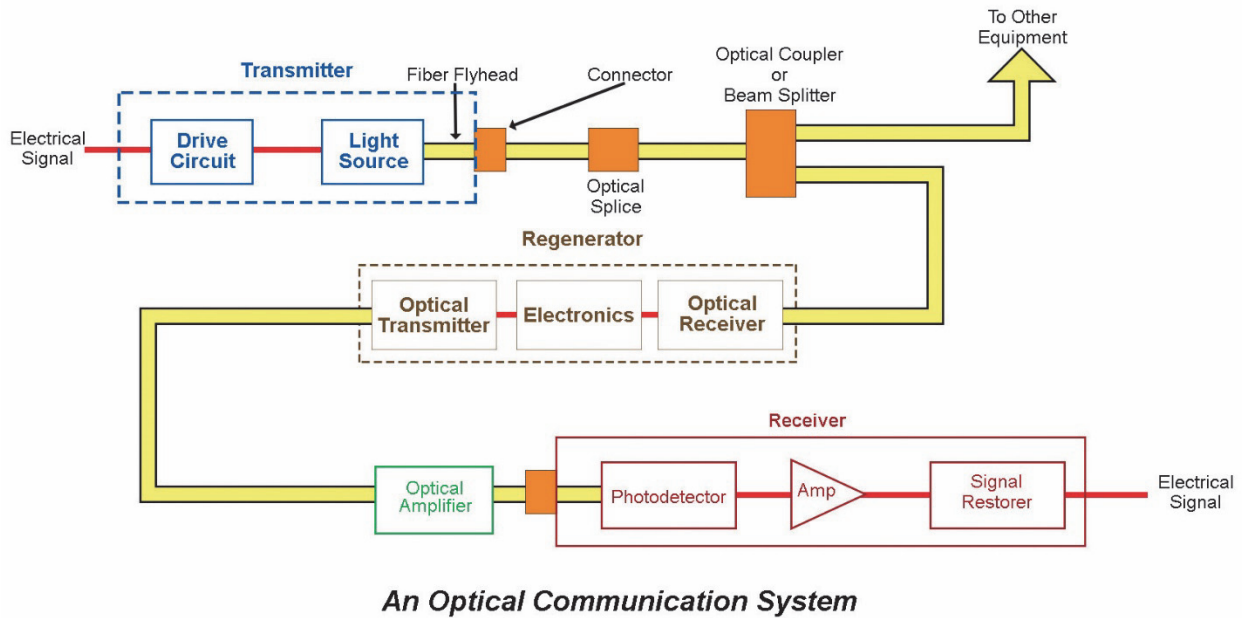 To Other
Equipment
Optical Coupler
or
Beam Splitter
Transmitter
Fiber Flyhead
Connector
Electrical
Signal
Drive
Circuit
Light
Source
Optical
Splice
Regenerator
Optical
Transmitter
Electronics
Optical
Receiver
Receiver
Optical
Amplifier
Photodetector
Amp
Signal
Restorer
Electrical
Signal
An Optical Communication System